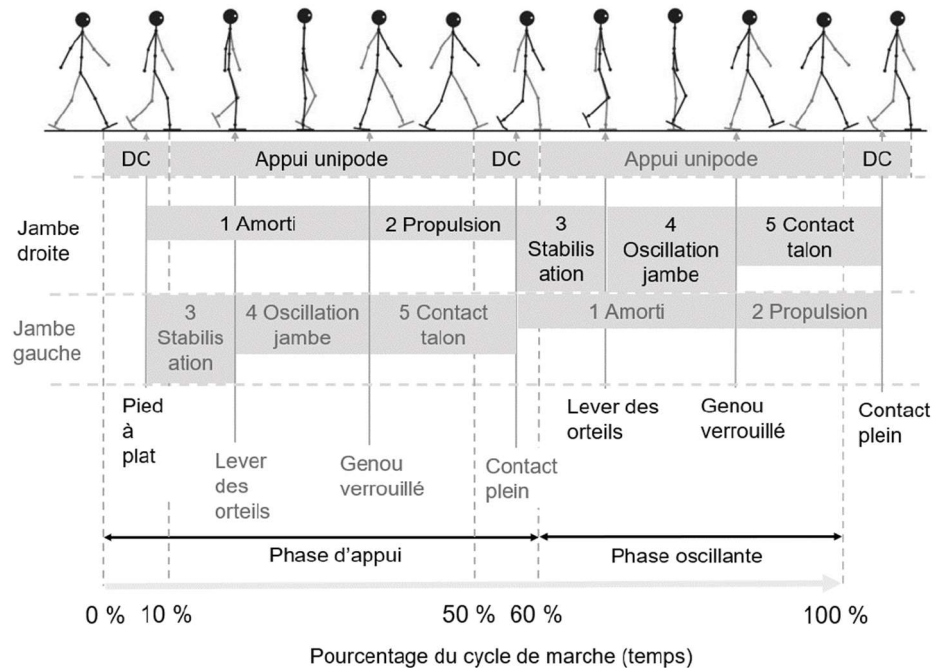 DC
Appui unipode
DC
Appui unipode
DC
Jambe
droite
1 Amorti
2 Propulsion
3
Stabilis
ation
4
Oscillation
jambe
5 Contact
talon
Jambe
gauche
3
Stabilis
ation
4 Oscillation
jambe
5 Contact
talon
1 Amorti
2 Propulsion
Pied
à
plat
Lever
des
orteils
Genou
verrouillé
Contact
plein
Lever des
orteils
Genou
verrouillé
Contact
plein
Phase d'appui
Phase oscillante
0 %
10 %
50 %
60 %
100 %
Pourcentage du cycle de marche (temps)